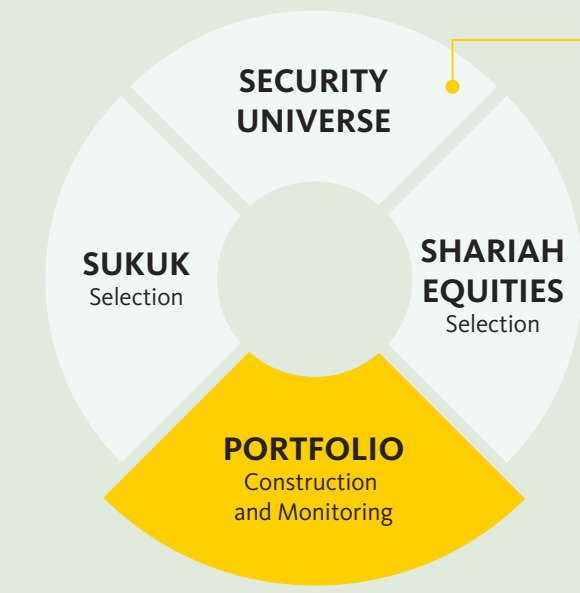 SECURITY
UNIVERSE
SUKUK
Selection
SHARIAH
EQUITIES
Selection
PORTFOLIO
Construction
and Monitoring